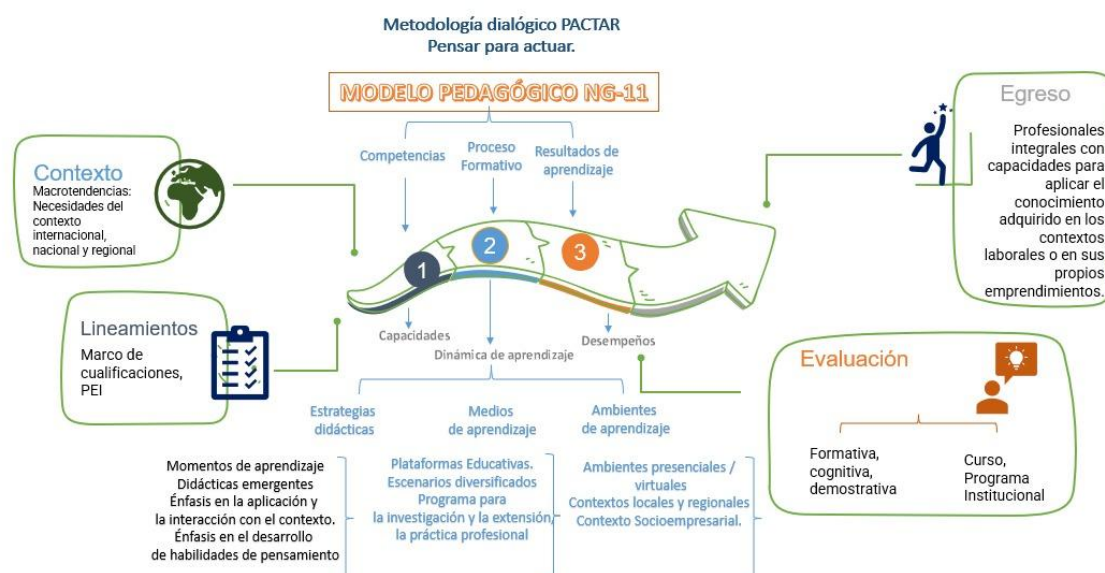 Metodología dialógico PACTAR
Pensar para actuar.
MODELO PEDAGÓGICO NG-11
Competencias
Proceso
Formativo
Resultados de
aprendizaje
Contexto
Macrotendencias:
Necesidades del
contexto
internacional,
nacional y regional
Lineamientos
Marco de
cualificaciones,
PEI
1
2
3
Capacidades
Dinámica de aprendizaje
Desempeños
Estrategias
didácticas
Medios
de aprendizaje
Ambientes
de aprendizaje
Momentos de aprendizaje
Didácticas emergentes
Énfasis en la aplicación y
la interacción con el contexto.
Énfasis en el desarrollo
de habilidades de pensamiento
Plataformas Educativas.
Escenarios diversificados
Programa para
la investigación y la extensión,
la práctica profesional
Ambientes presenciales /
virtuales
Contextos locales y regionales
Contexto Socioempresarial.
Egreso
Profesionales
integrales con
capacidades para
aplicar el
conocimiento
adquirido en los
contextos
laborales o en sus
propios
emprendimientos.
Evaluación
Formativa,
cognitiva,
demostrativa
Curso,
Programa
Institucional